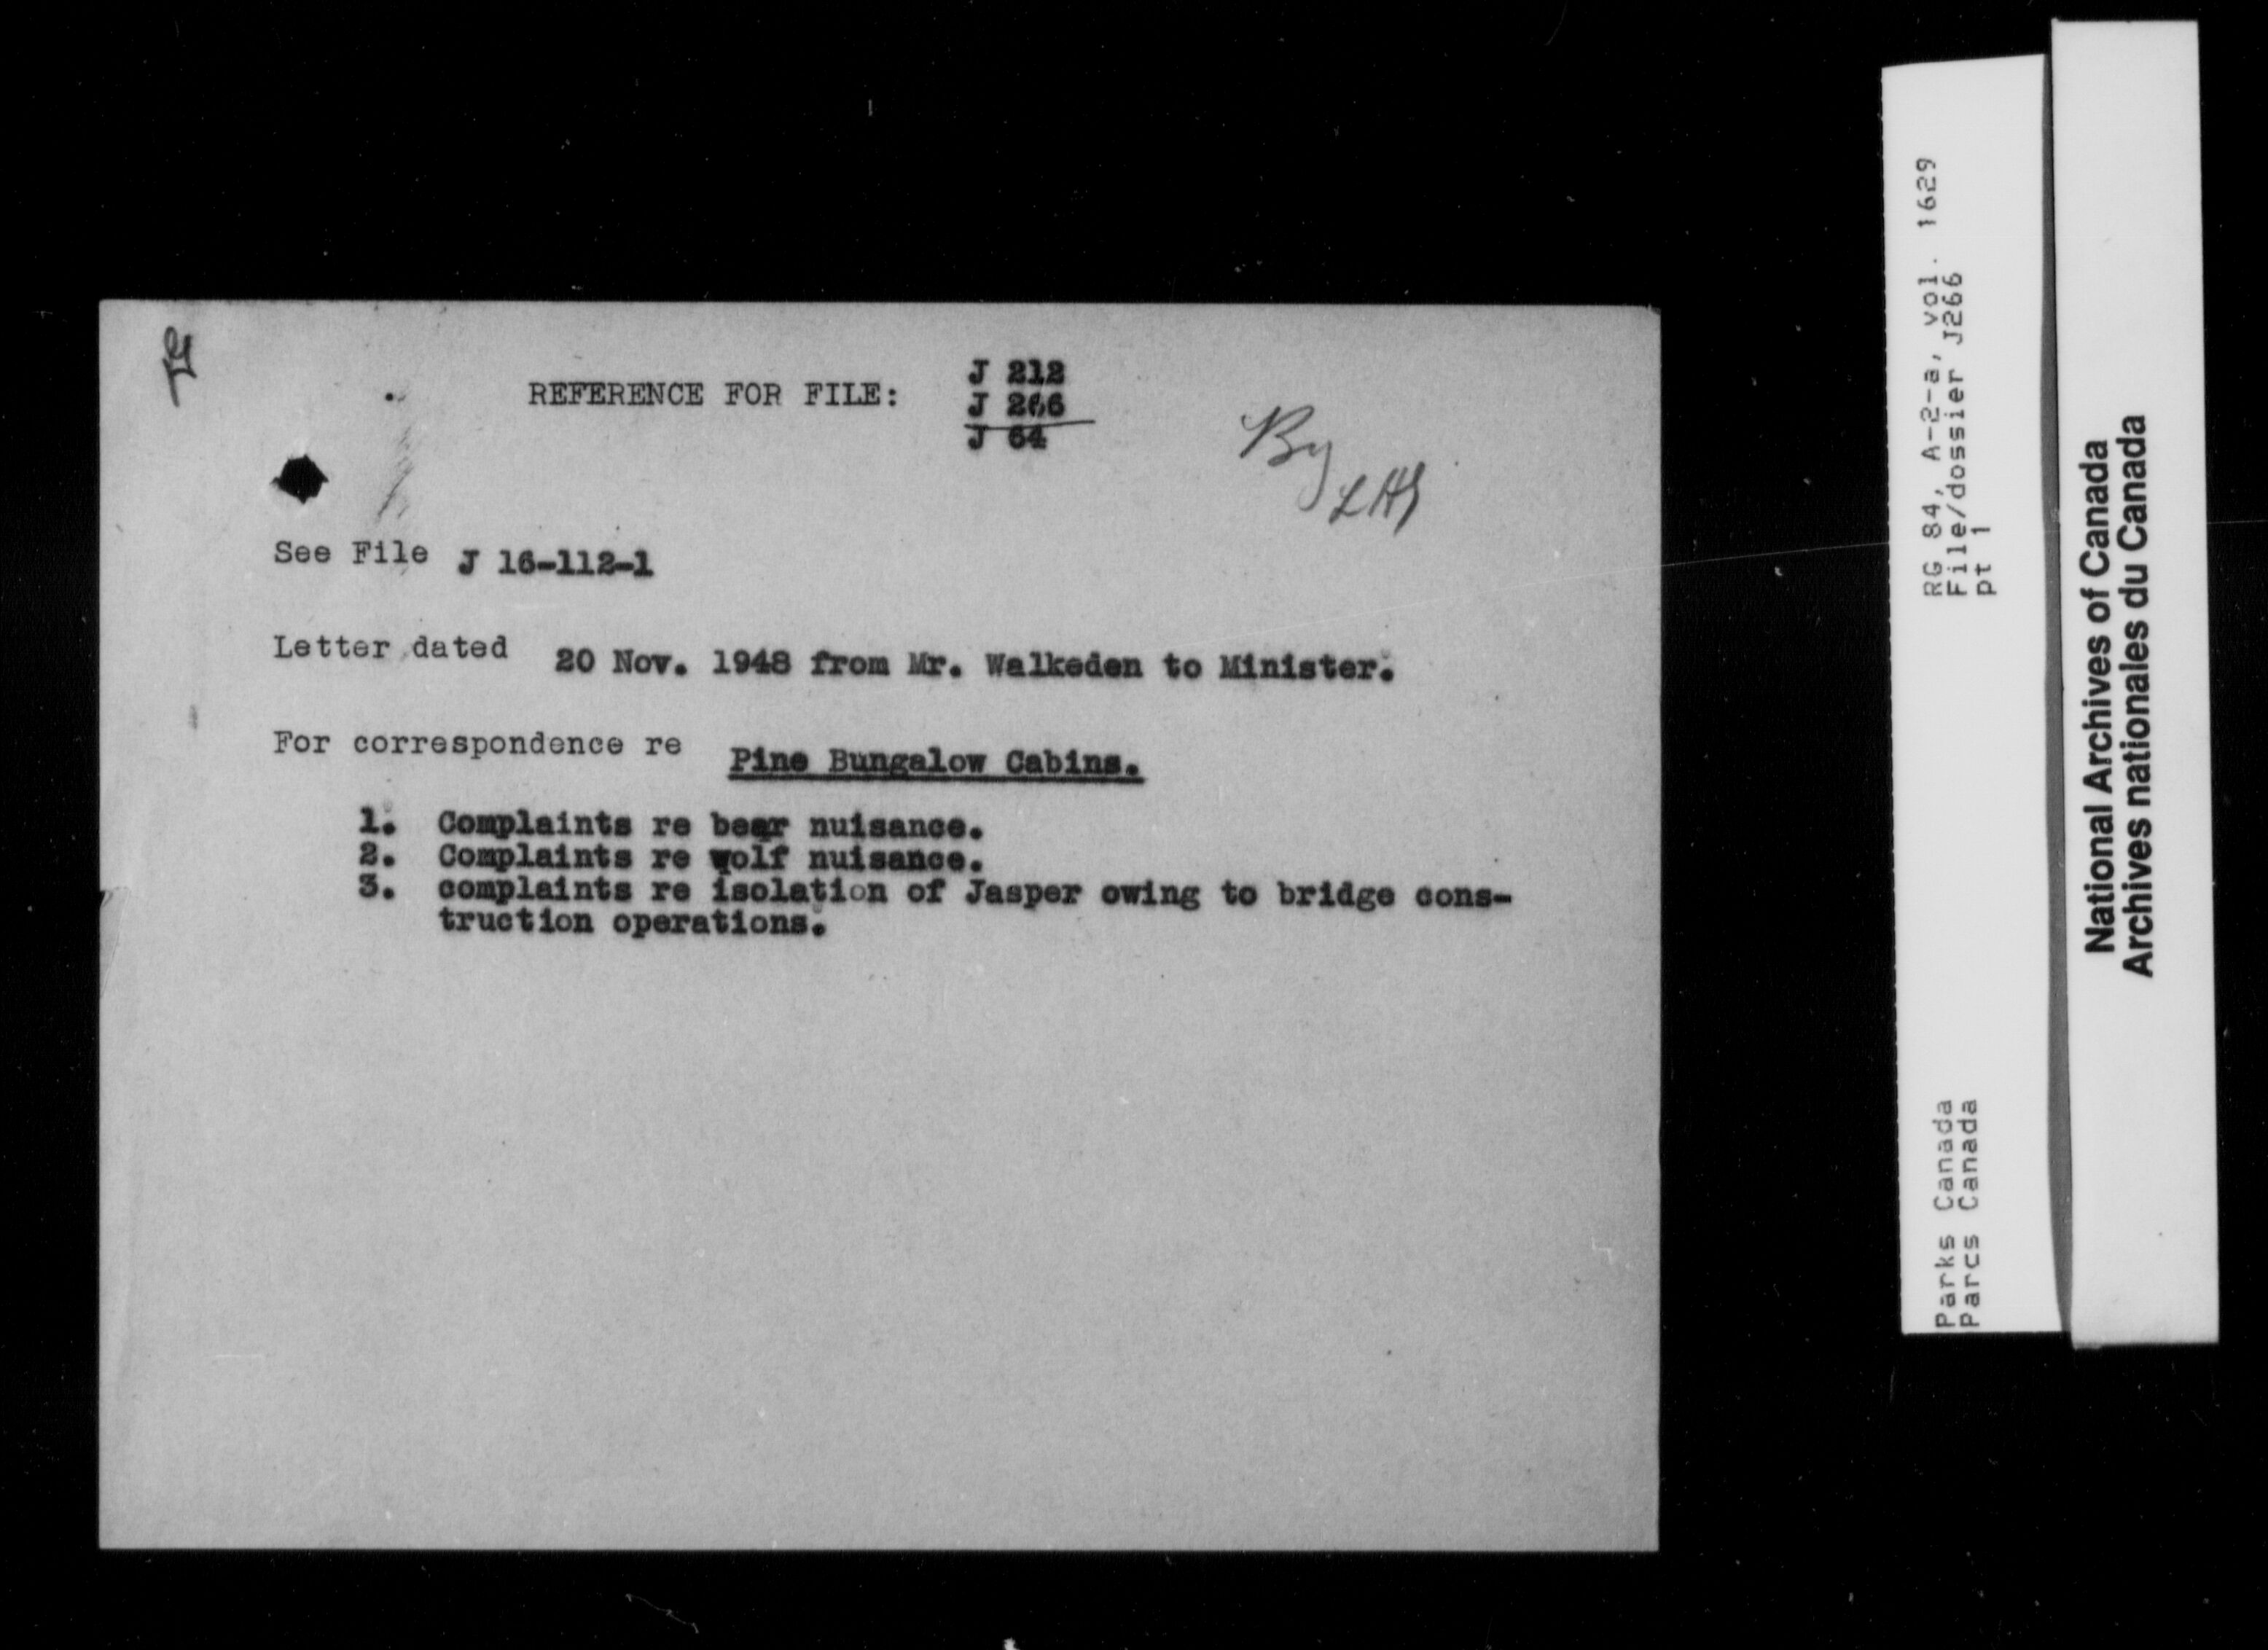 REFERENCE FOR FILE:
J 212
J 266
J 64
By
See File J 16-112-1
Letter dated 20 Nov. 1948 from Mr. Walkeden to Minister.
For correspondence re Pine Bungalow Cabins.
1. Complaints re bear nuisance.
2. Complaints re wolf nuisance.
3. complaints re isolation of Jasper owing to bridge cons-
truction operations.
RG 84, A-2-a, vol. 1629
File/dossier J266
pt 1
Parks Canada
Parcs Canada
National Archives of Canada
Archives nationales du Canada